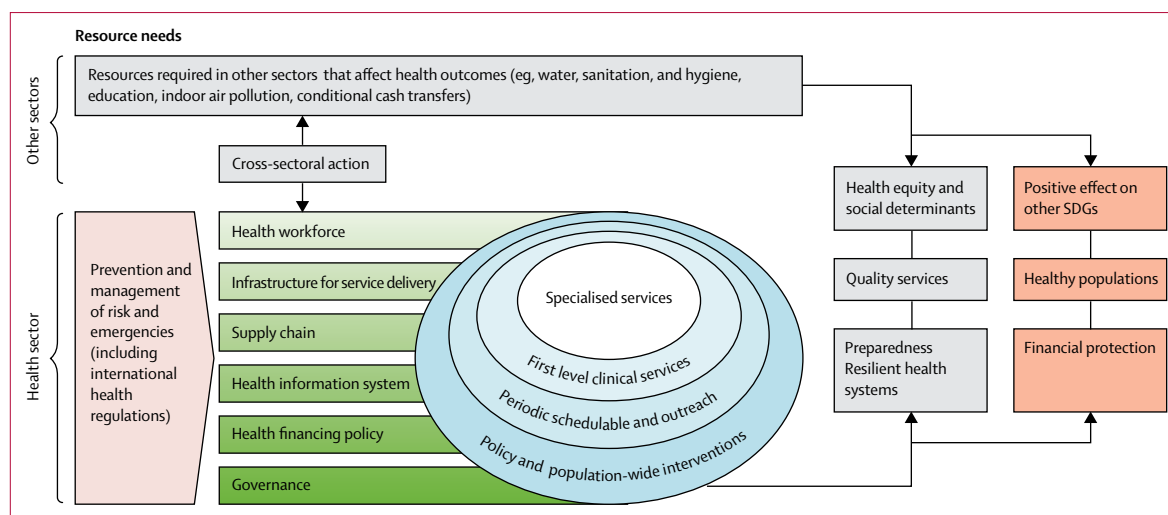 Resource needs
Other sectors
Resources required in other sectors that affect health outcomes (eg, water, sanitation, and hygiene,
education, indoor air pollution, conditional cash transfers)
Cross-sectoral action
Health sector
Prevention and
management
of risk and
emergencies
(including
international
health
regulations)
Health workforce
Infrastructure for service delivery
Supply chain
Health information system
Health financing policy
Governance
Specialised services
First level clinical services
Periodic schedulable and outreach
Policy and population-wide interventions
Health equity and
social determinants
Quality services
Preparedness
Resilient health
systems
Positive effect on
other SDGs
Healthy populations
Financial protection